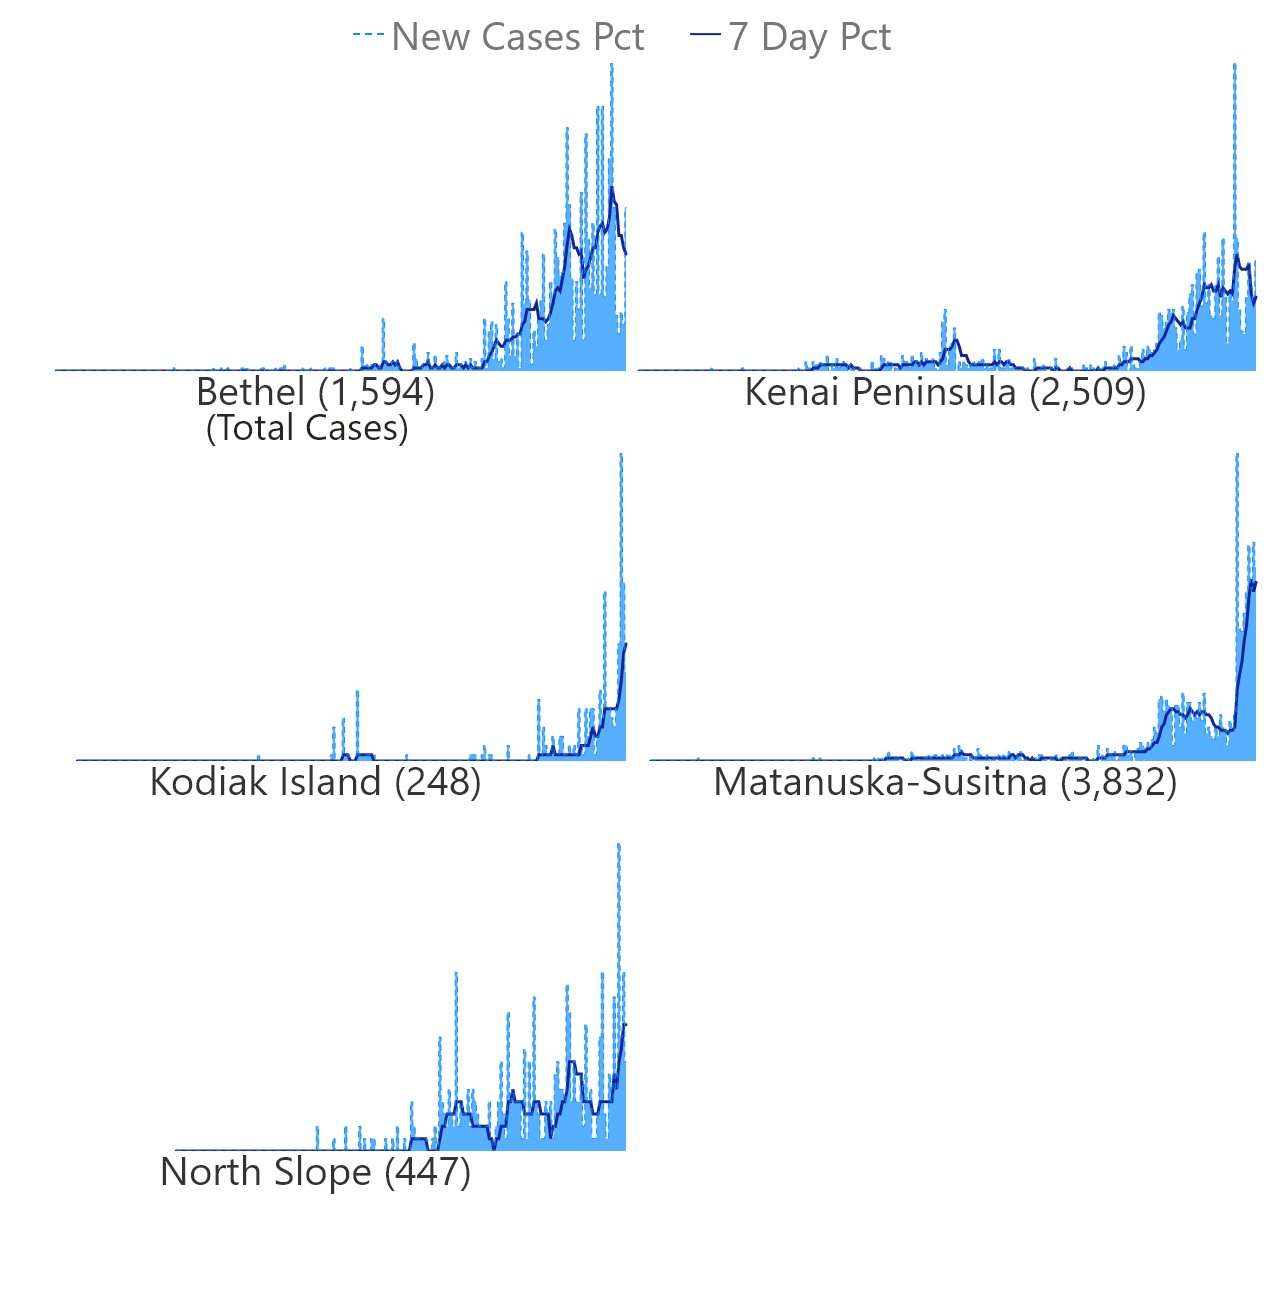 New Cases Pct 7 Day Pct
Bethel (1,594)
(Total Cases)
Kenai Peninsula (2,509)
Kodiak Island (248)
Matanuska-Susitna (3,832)
North Slope (447)